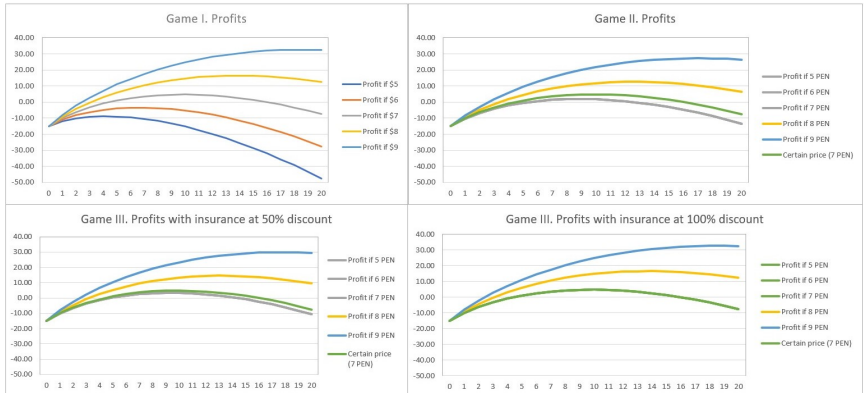 Game I. Profits
40.00
30.00
20.00
10.00
0.00
-10.00
-20.00
-30.00
-40.00
-50.00
0 1 2 3 4 5 6 7 8 9 10 11 12 13 14 15 16 17 18 19 20
Profit if $5
Profit if $6
Profit if $7
Profit if $8
Profit if $9
Game II. Profits
40.00
30.00
20.00
10.00
0.00
-10.00
-20.00
-30.00
-40.00
-50.00
0 1 2 3 4 5 6 7 8 9 10 11 12 13 14 15 16 17 18 19 20
Profit if 5 PEN
Profit if 6 PEN
Profit if 7 PEN
Profit if 8 PEN
Profit if 9 PEN
Certain price (7 PEN)
Game III. Profits with insurance at 50% discount
40.00
30.00
20.00
10.00
0.00
-10.00
-20.00
-30.00
-40.00
-50.00
0 1 2 3 4 5 6 7 8 9 10 11 12 13 14 15 16 17 18 19 20
Profit if 5 PEN
Profit if 6 PEN
Profit if 7 PEN
Profit if 8 PEN
Profit if 9 PEN
Certain price
(7 PEN)
Game III. Profits with insurance at 100% discount
40.00
30.00
20.00
10.00
0.00
-10.00
-20.00
-30.00
-40.00
-50.00
0 1 2 3 4 5 6 7 8 9 10 11 12 13 14 15 16 17 18 19 20
Profit if 5 PEN
Profit if 6 PEN
Profit if 7 PEN
Profit if 8 PEN
Profit if 9 PEN
Certain price (7 PEN)